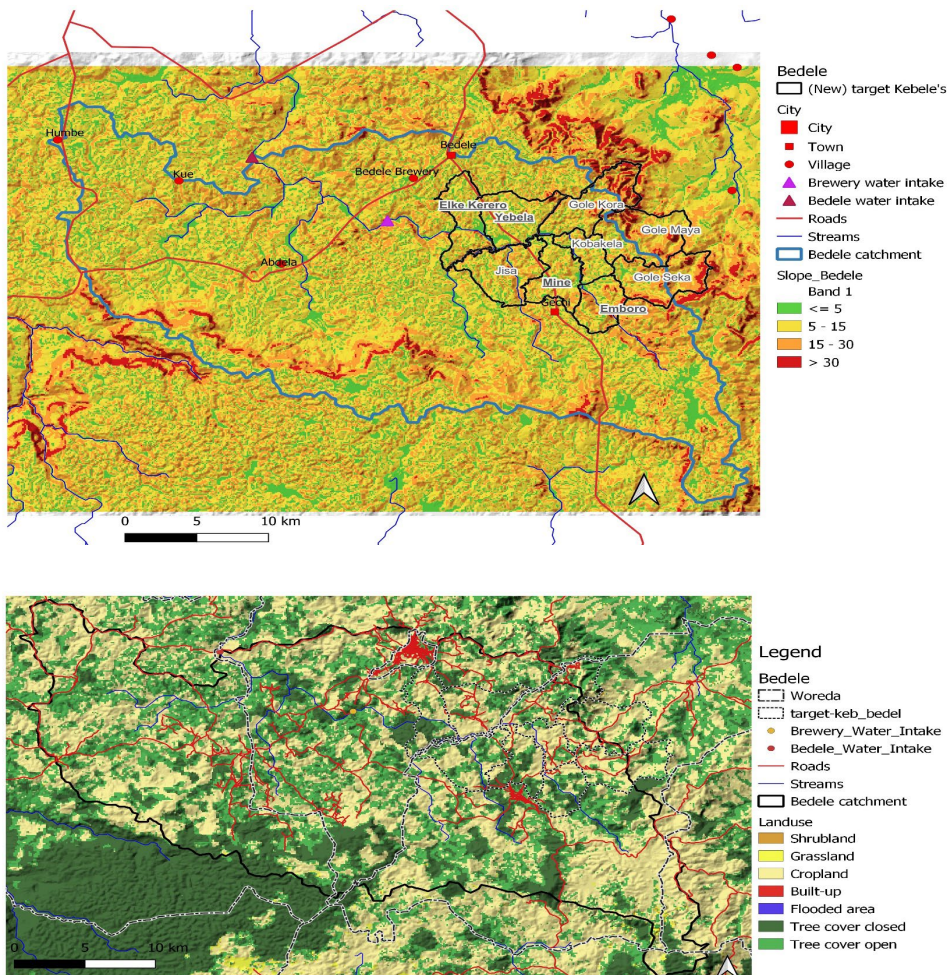 Humbe
Kue
Bedele
Bedele Brewery
Abdela
Elke Kerero
Yebela
Gole Kora
Gole Maya
Kobakela
Jisa
Gole Seka
Mine
Gechi
Emboro
0 5 10 km
Bedele
(New) target Kebele's
City
City
Town
Village
Brewery water intake
Bedele water intake
Roads
Streams
Bedele catchment
Slope_Bedele
Band 1
<= 5
5 - 15
15 - 30
> 30
0 5 10 km
Legend
Bedele
Woreda
target-keb_bedel
Brewery_Water_Intake
Bedele_Water_Intake
Roads
Streams
Bedele catchment
Landuse
Shrubland
Grassland
Cropland
Built-up
Flooded area
Tree cover closed
Tree cover open